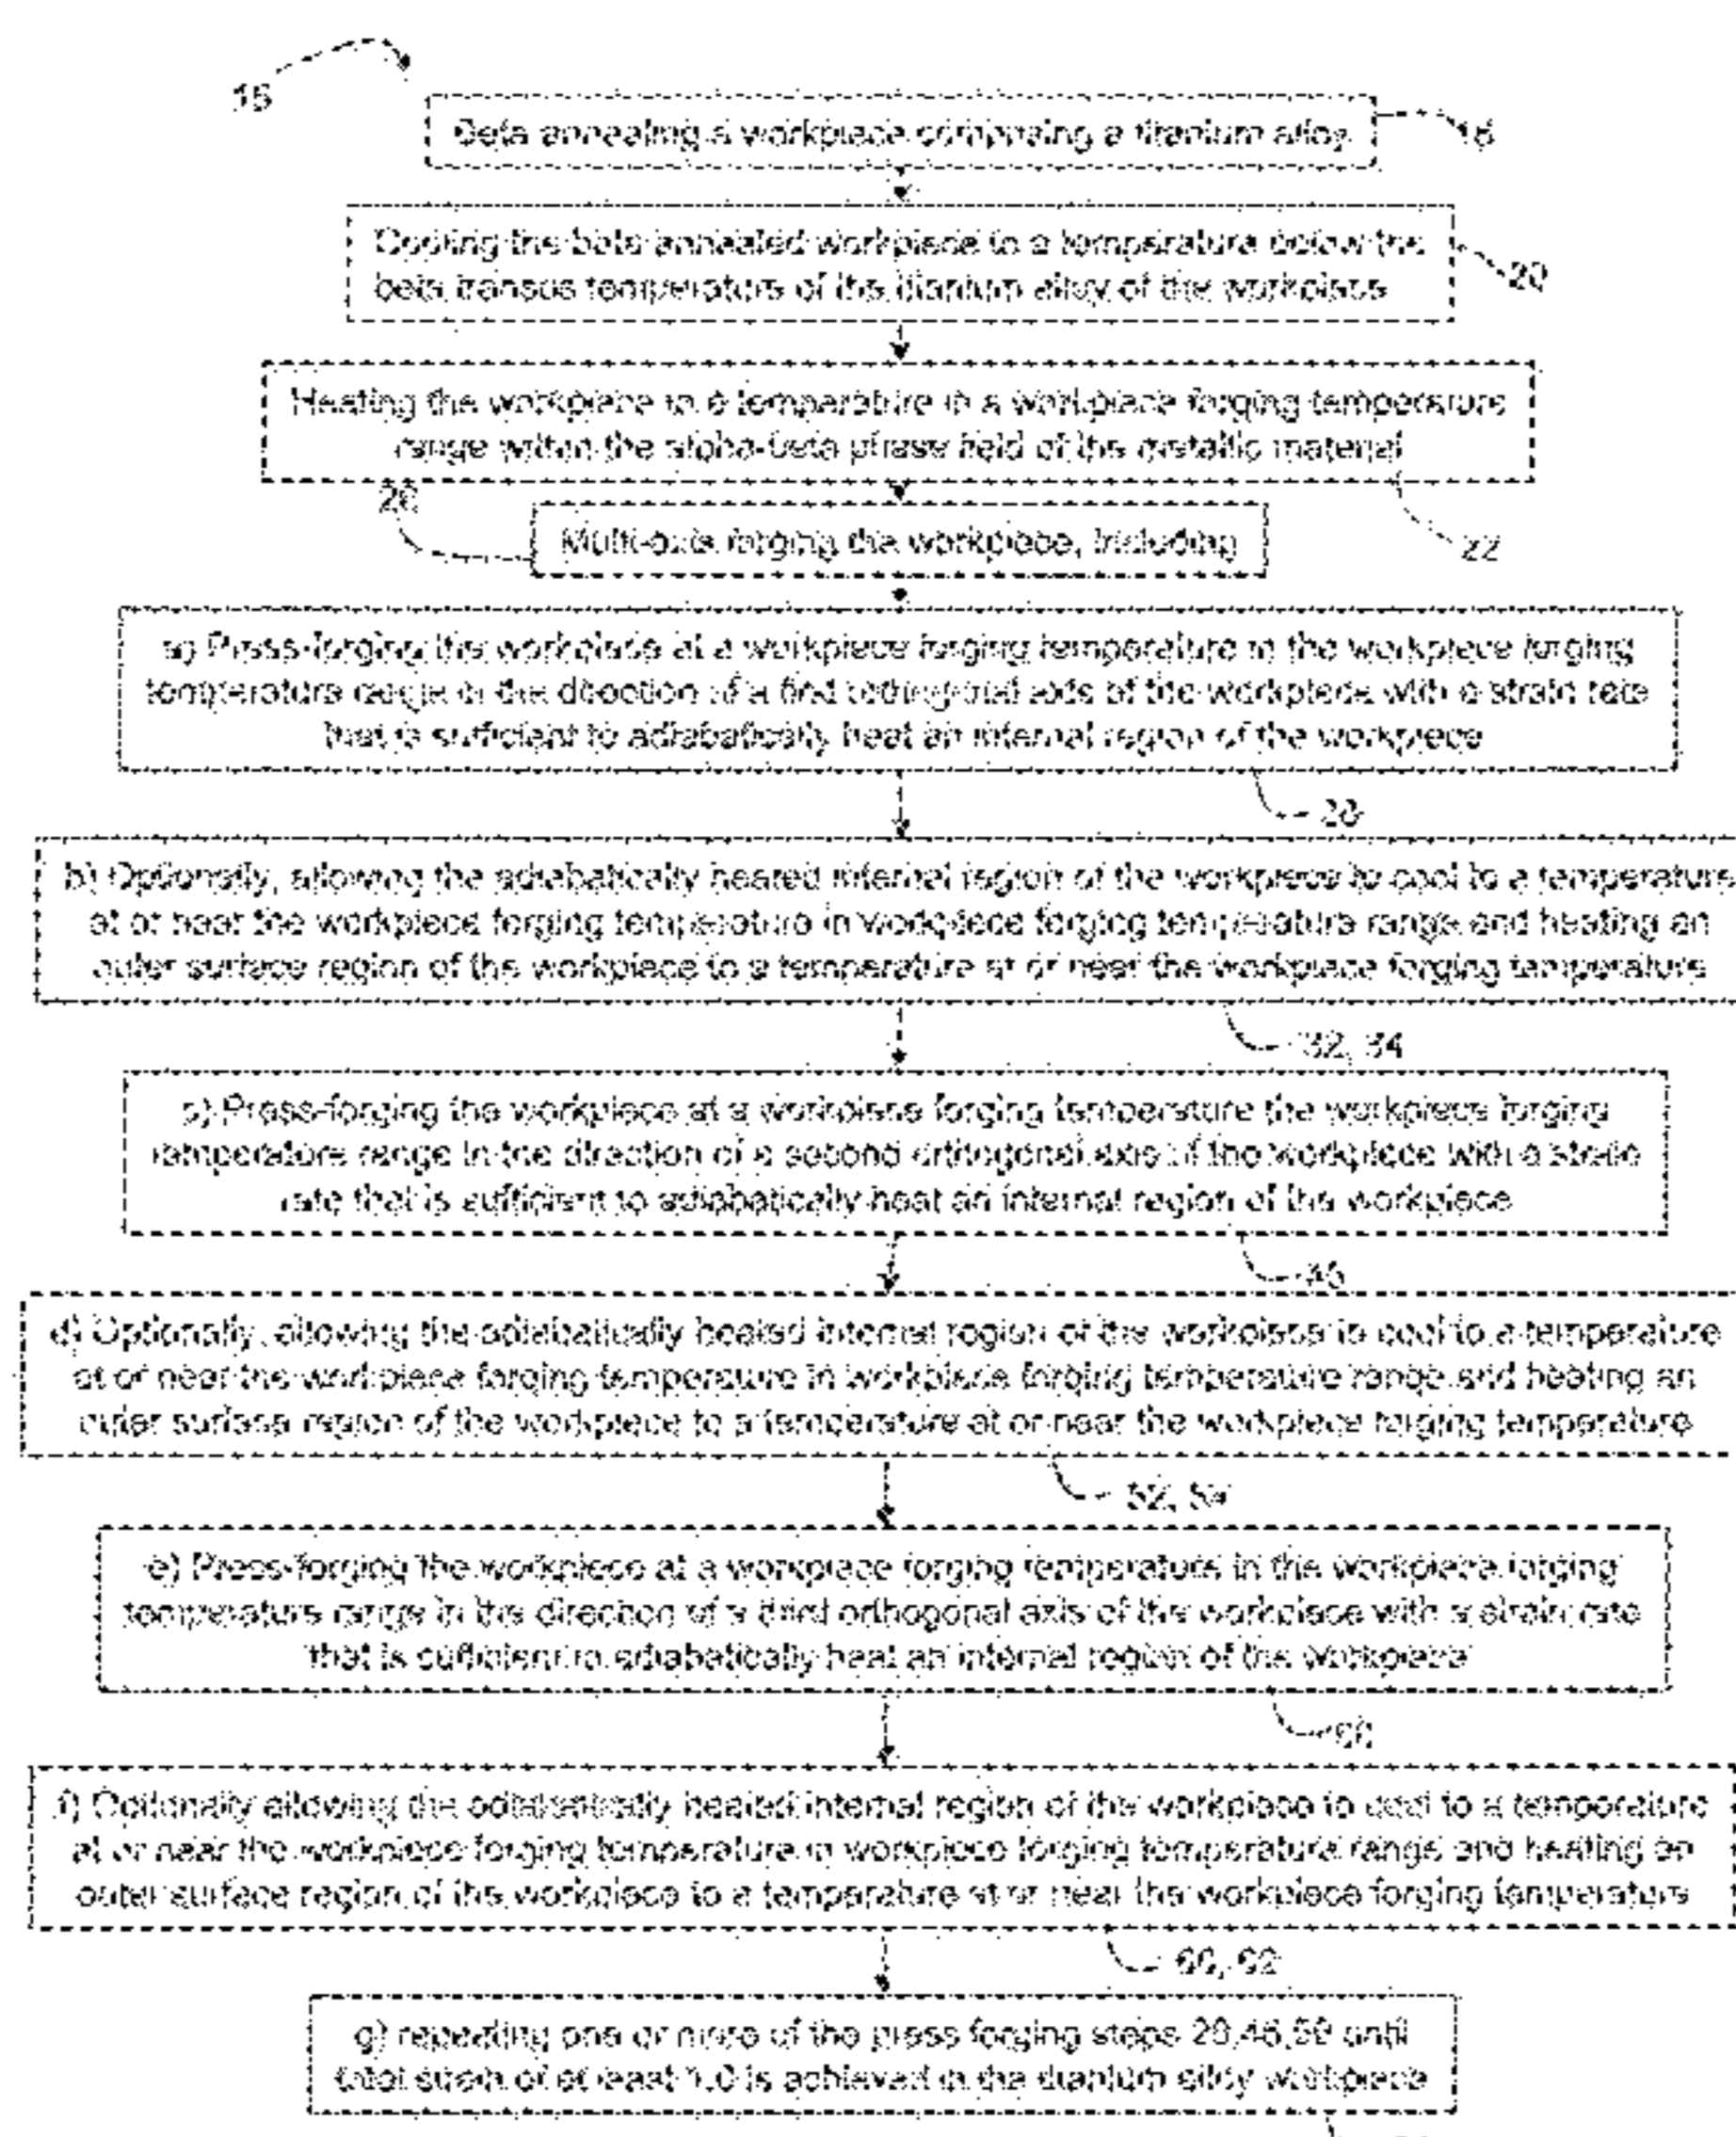 16
Beta annealing a workpiece comprising a titanium alloy
18
Cooling the beta annealed workpiece to a temperature below the
beta transus temperature of the titanium alloy of the workpiece
20
Heating the workpiece to a temperature in a workpiece forging temperature
range within the alpha-beta phase field of the metallic material
26
22
Multi-axis forging the workpiece, including
a) Press-forging the workpiece at a workpiece forging temperature in the workpiece forging
temperature range in the direction of a first orthogonal axis of the workpiece with a strain rate
that is sufficient to adiabatically heat an internal region of the workpiece
28
b) Optionally, allowing the adiabatically heated internal region of the workpiece to cool to a temperature
at or near the workpiece forging temperature in workpiece forging temperature range and heating an
outer surface region of the workpiece to a temperature at or near the workpiece forging temperature
32, 34
c) Press-forging the workpiece at a workpiece forging temperature the workpiece forging
temperature range in the direction of a second orthogonal axis of the workpiece with a strain
rate that is sufficient to adiabatically heat an internal region of the workpiece
46
d) Optionally, allowing the adiabatically heated internal region of the workpiece to cool to a temperature
at or near the workpiece forging temperature in workpiece forging temperature range and heating an
outer surface region of the workpiece to a temperature at or near the workpiece forging temperature
52, 54
e) Press-forging the workpiece at a workpiece forging temperature in the workpiece forging
temperature range in the direction of a third orthogonal axis of the workpiece with a strain rate
that is sufficient to adiabatically heat an internal region of the workpiece
f) Optionally allowing the adiabatically heated internal region of the workpiece to cool to a temperature
at or near the workpiece forging temperature in workpiece forging temperature range and heating an
outer surface region of the workpiece to a temperature at or near the workpiece forging temperature
60, 62
g) repeating one or more of the press forging steps 28,46,56 until
total strain of at least 1.0 is achieved in the titanium alloy workpiece